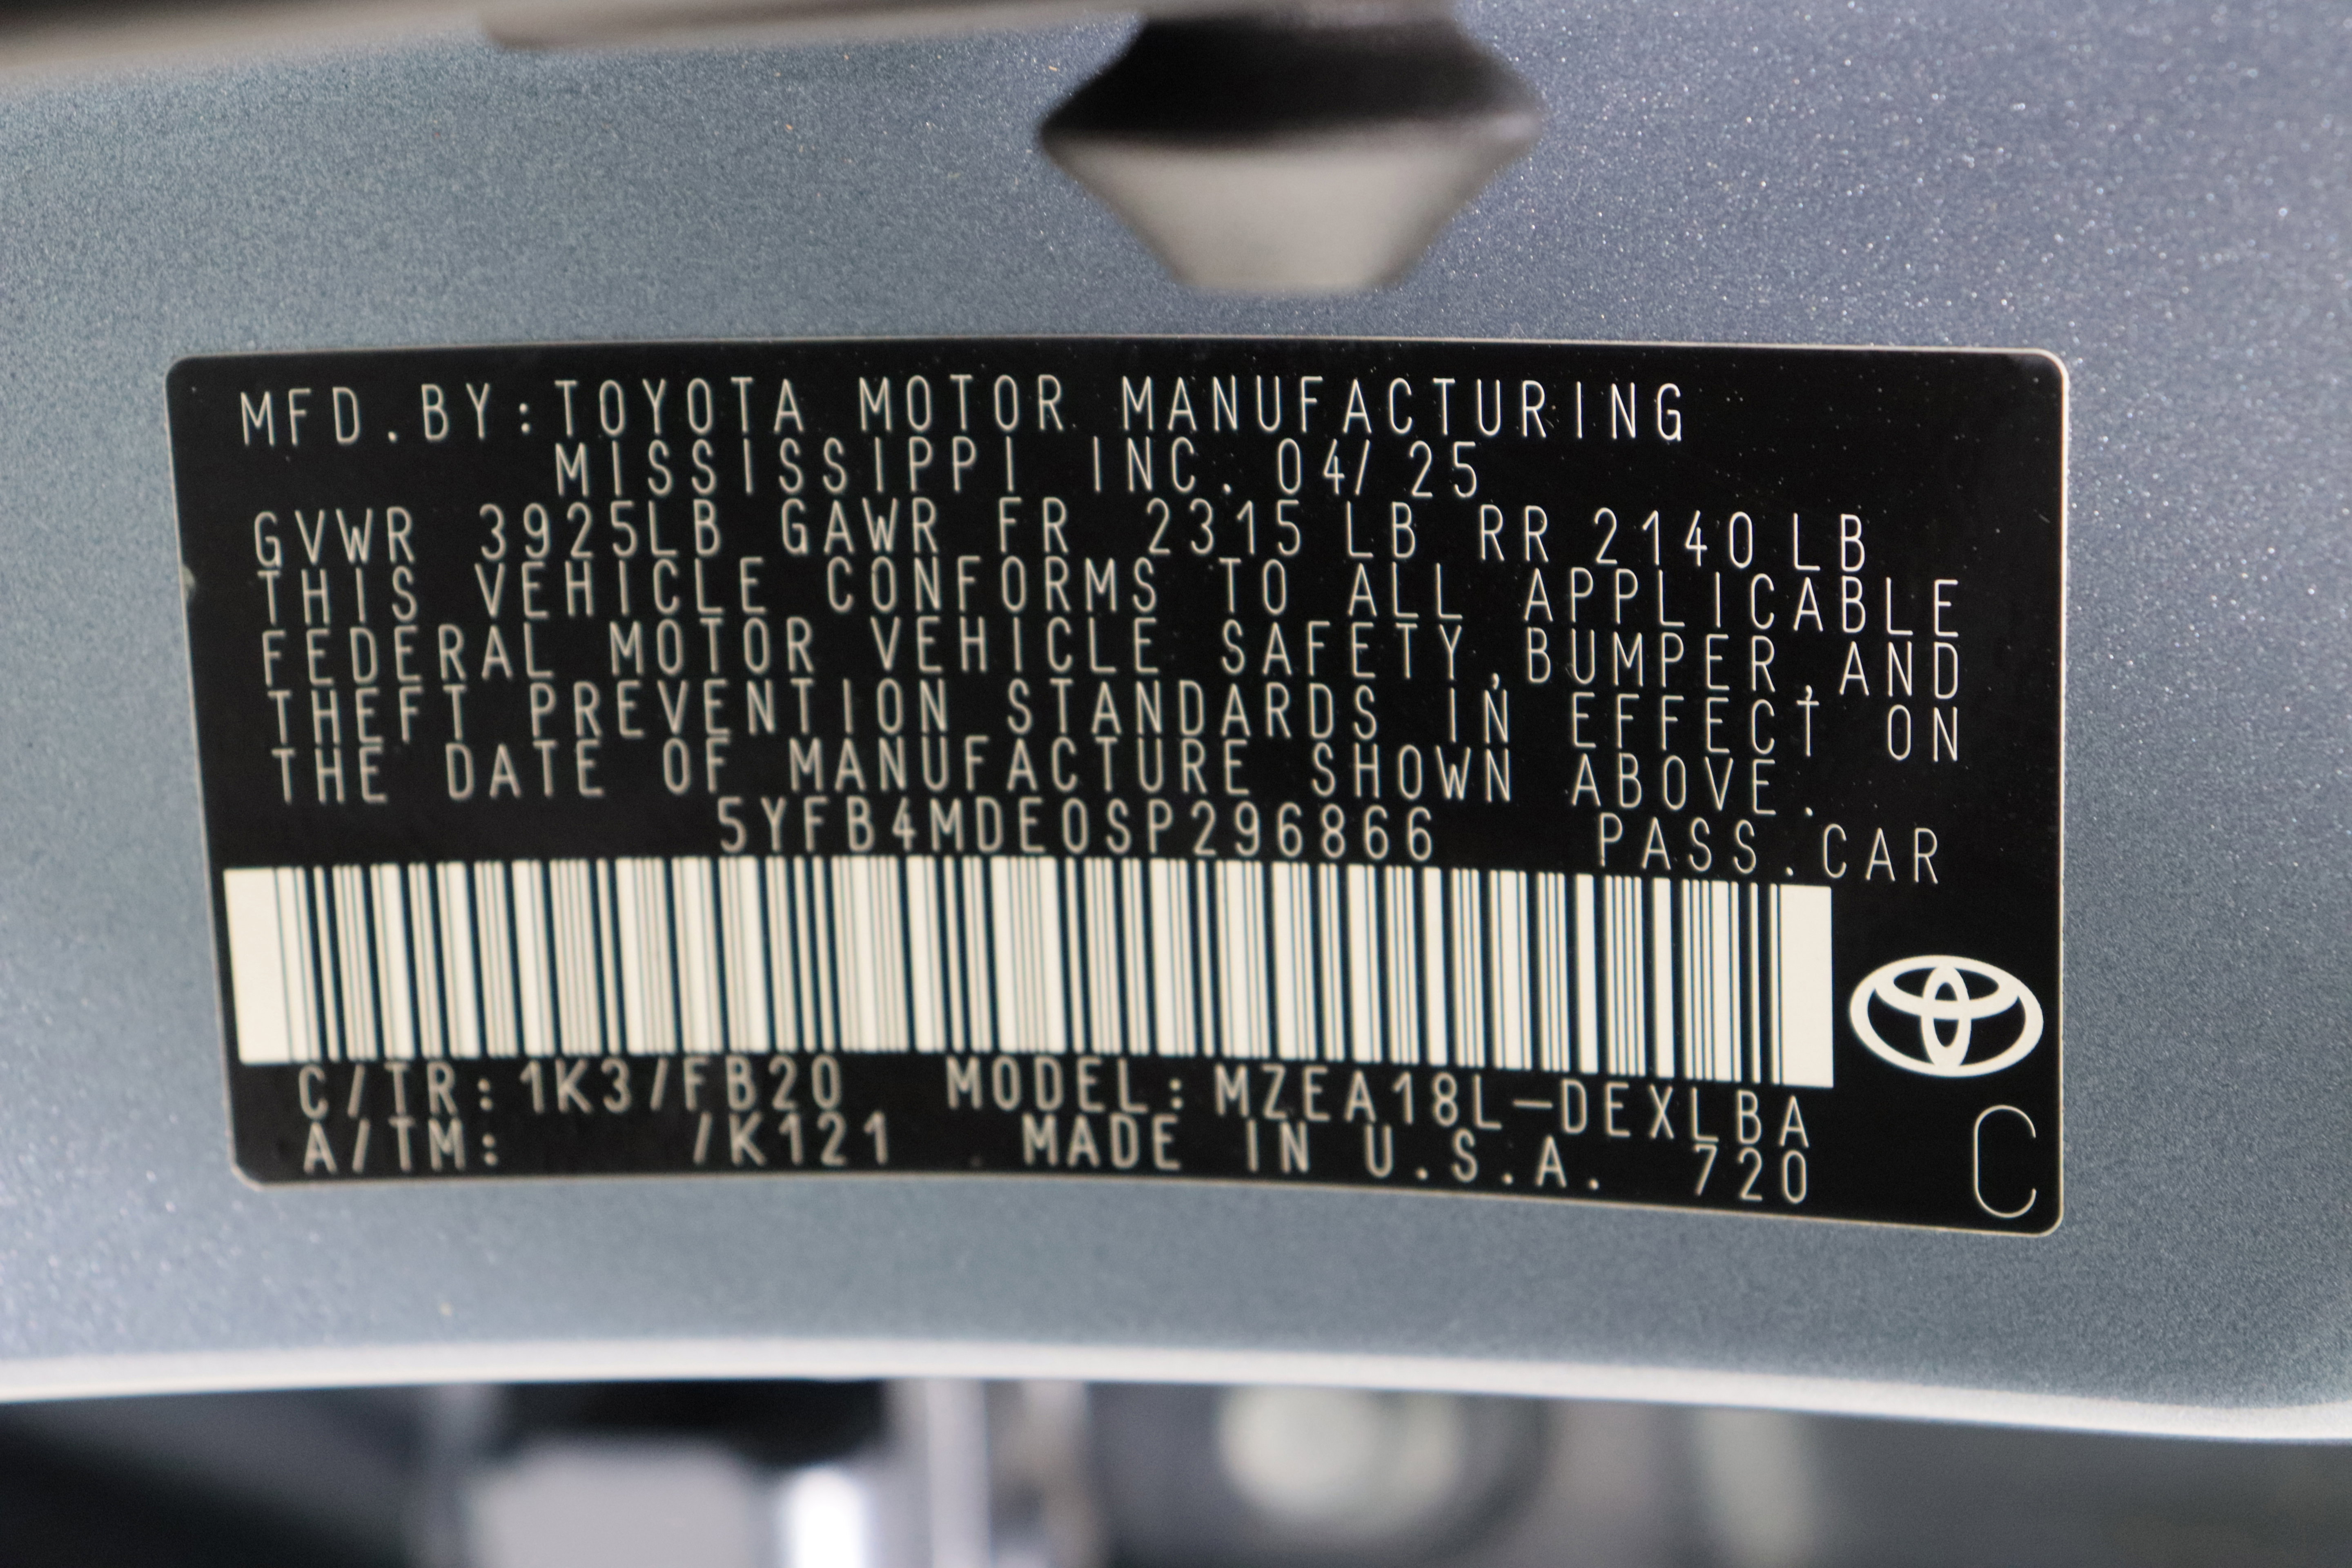 MFD.BY:TOYOTA MOTOR MANUFACTURING
MISSISSIPPI INC. 04/25
GVWR 3925LB GAWR FR 2315 LB RR 2140 LB
THIS VEHICLE CONFORMS TO ALL APPLICABLE
FEDERAL MOTOR VEHICLE SAFETY,BUMPER,AND
THEFT PREVENTION STANDARDS IN EFFECT ON
THE DATE OF MANUFACTURE SHOWN ABOVE.
5YFB4MDE0SP296866 PASS.CAR
C/TR:1K3/FB20 MODEL:MZEA18L-DEXLBA
A/TM: /K121 MADE IN U.S.A. 720
C